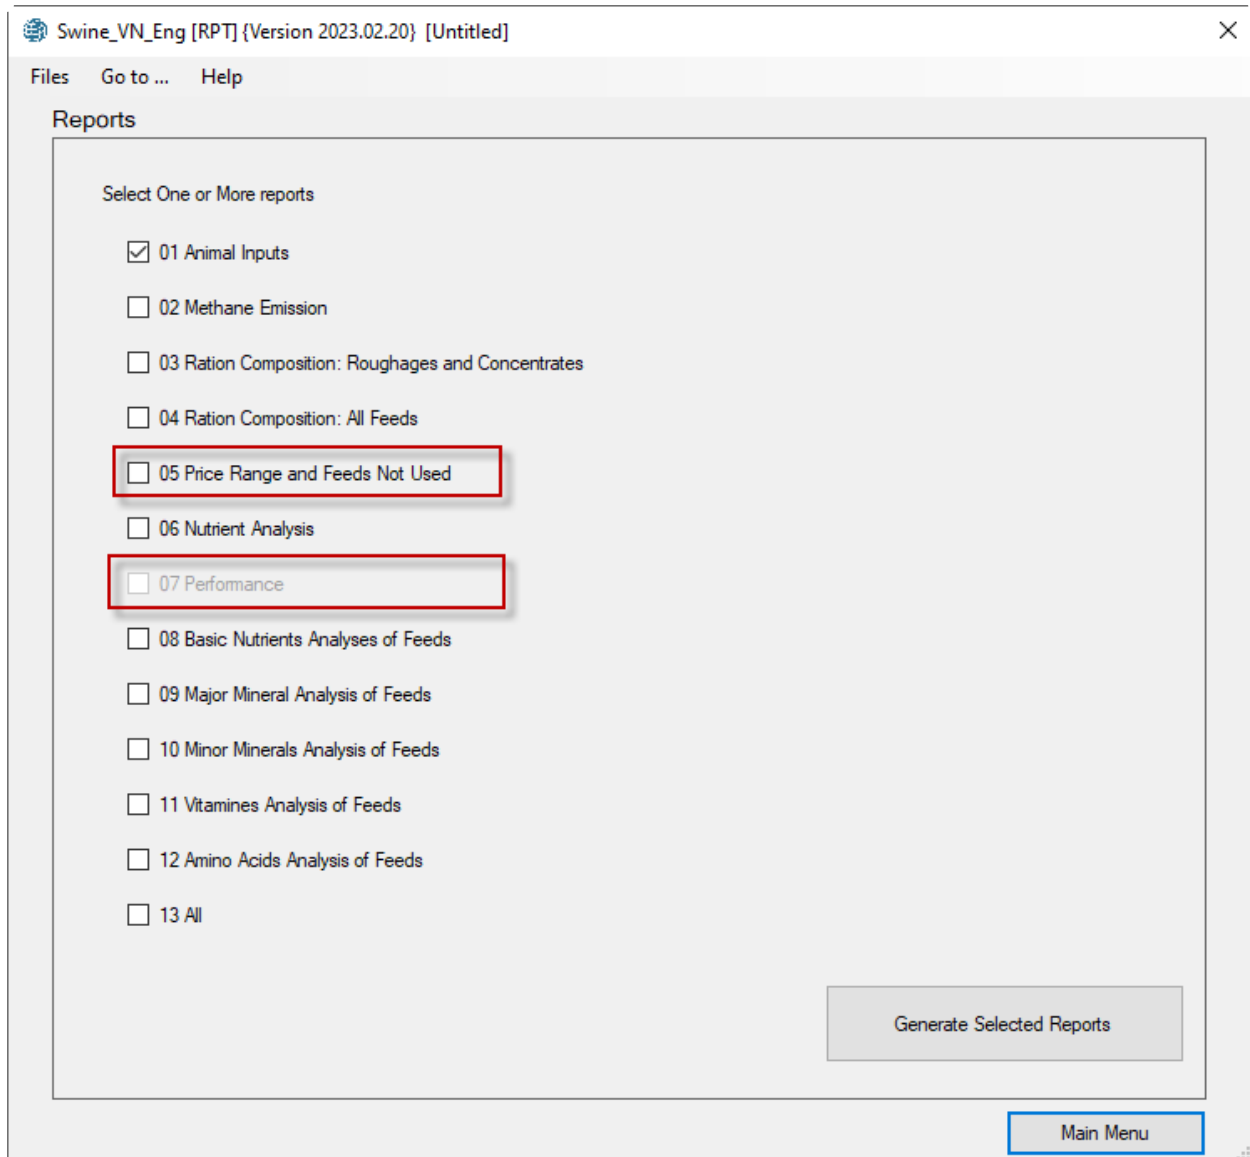 Swine_VN_Eng [RPT] {Version 2023.02.20} [Untitled]
Files Go to ... Help
Reports
Select One or More reports
01 Animal Inputs
02 Methane Emission
03 Ration Composition: Roughages and Concentrates
04 Ration Composition: All Feeds
05 Price Range and Feeds Not Used
06 Nutrient Analysis
07 Performance
08 Basic Nutrients Analyses of Feeds
09 Major Mineral Analysis of Feeds
10 Minor Minerals Analysis of Feeds
11 Vitamines Analysis of Feeds
12 Amino Acids Analysis of Feeds
13 All
Generate Selected Reports
Main Menu